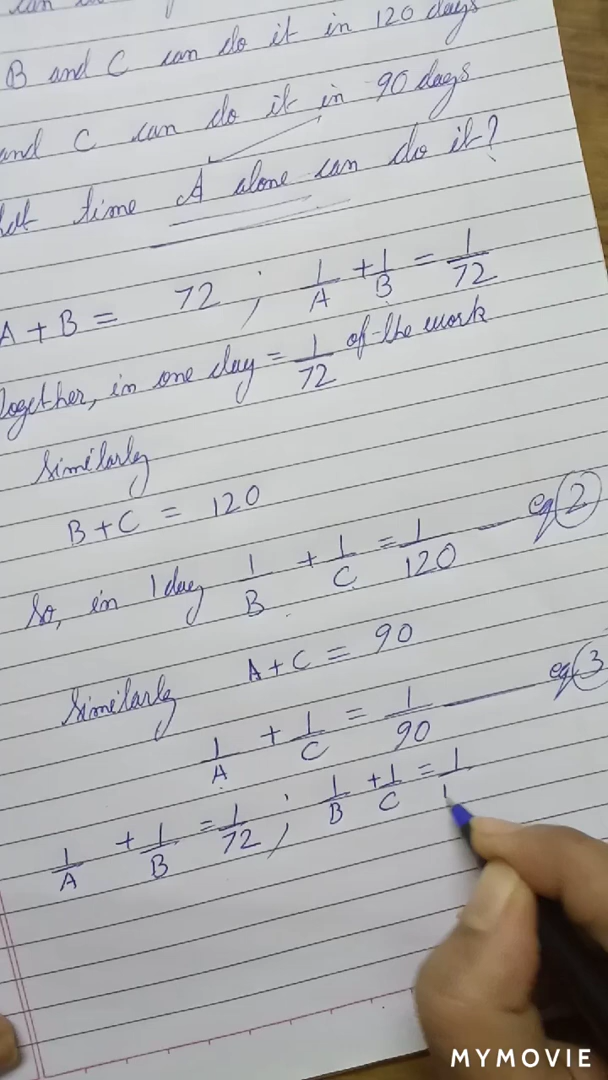 B and C can do it in 120 days
and C can do it in 90 days
time A alone can do it?
A + B = 72 ; 1/A + 1/B = 1/72
Together, in one day = 1/72 of the work
Similarly
B + C = 120
So, in 1 day 1/B + 1/C = 1/120 — eq 2
Similarly A + C = 90
1/A + 1/C = 1/90 — eq 3
1/A + 1/B = 1/72 ; 1/B + 1/C = 1/1
MYMOVIE